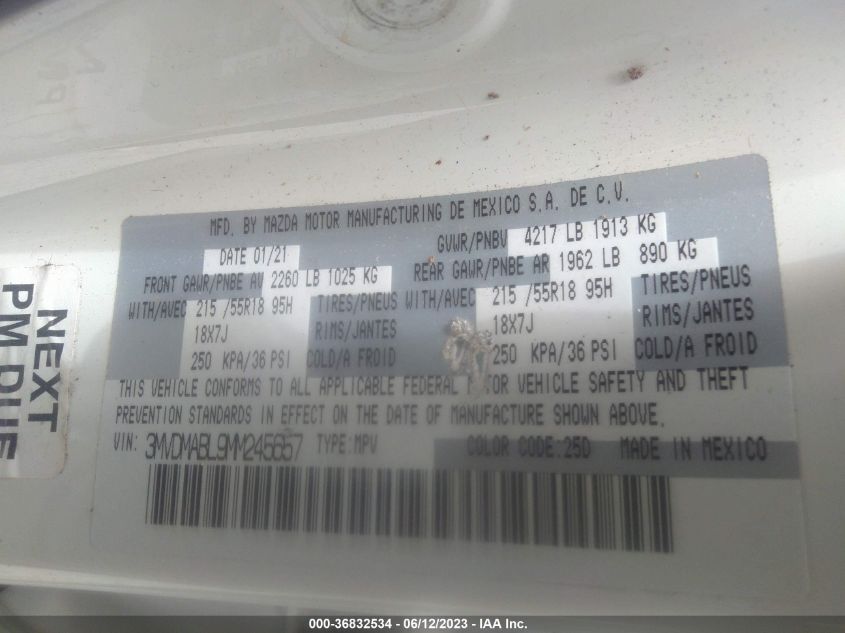 MFD. BY MAZDA MOTOR MANUFACTURING DE MEXICO S.A. DE C.V.
DATE 01/21 GVWR/PNBV 4217 LB 1913 KG
FRONT GAWR/PNBE AV 2260 LB 1025 KG REAR GAWR/PNBE AR 1962 LB 890 KG
WITH/AVEC 215 /55R18 95H TIRES/PNEUS WITH/AVEC 215 /55R18 95H TIRES/PNEUS
18X7J RIMS/JANTES 18X7J RIMS/JANTES
250 KPA/36 PSI COLD/A FROID 250 KPA/36 PSI COLD/A FROID
THIS VEHICLE CONFORMS TO ALL APPLICABLE FEDERAL VEHICLE SAFETY AND THEFT
PREVENTION STANDARDS IN EFFECT ON THE DATE OF MANUFACTURE SHOWN ABOVE.
VIN: 3MVDMABL9MM245657 TYPE:MPV COLOR CODE:25D MADE IN MEXICO
NEXT
PM DUE
000-36832534 - 06/12/2023 - IAA Inc.